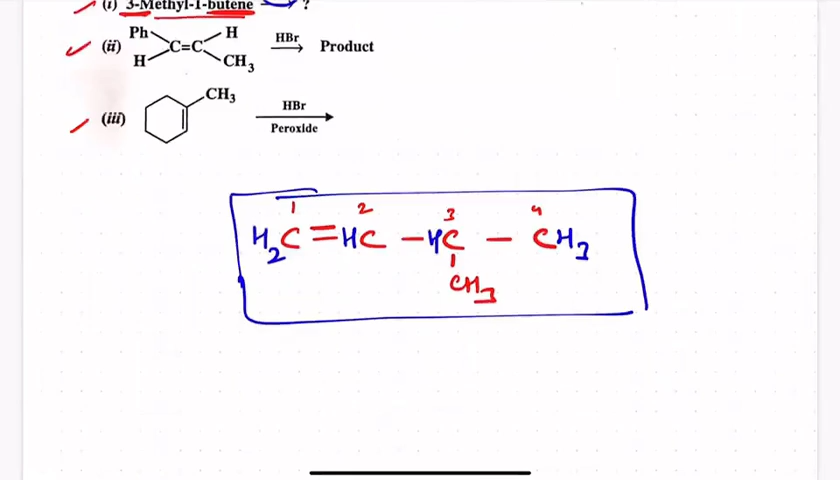 (i) 3-Methyl-1-butene ?
Ph H
(ii) C=C HBr Product
H CH3
CH3
(iii) HBr
Peroxide
1 2 3 4
H2C=HC-HC-CH3
CH3